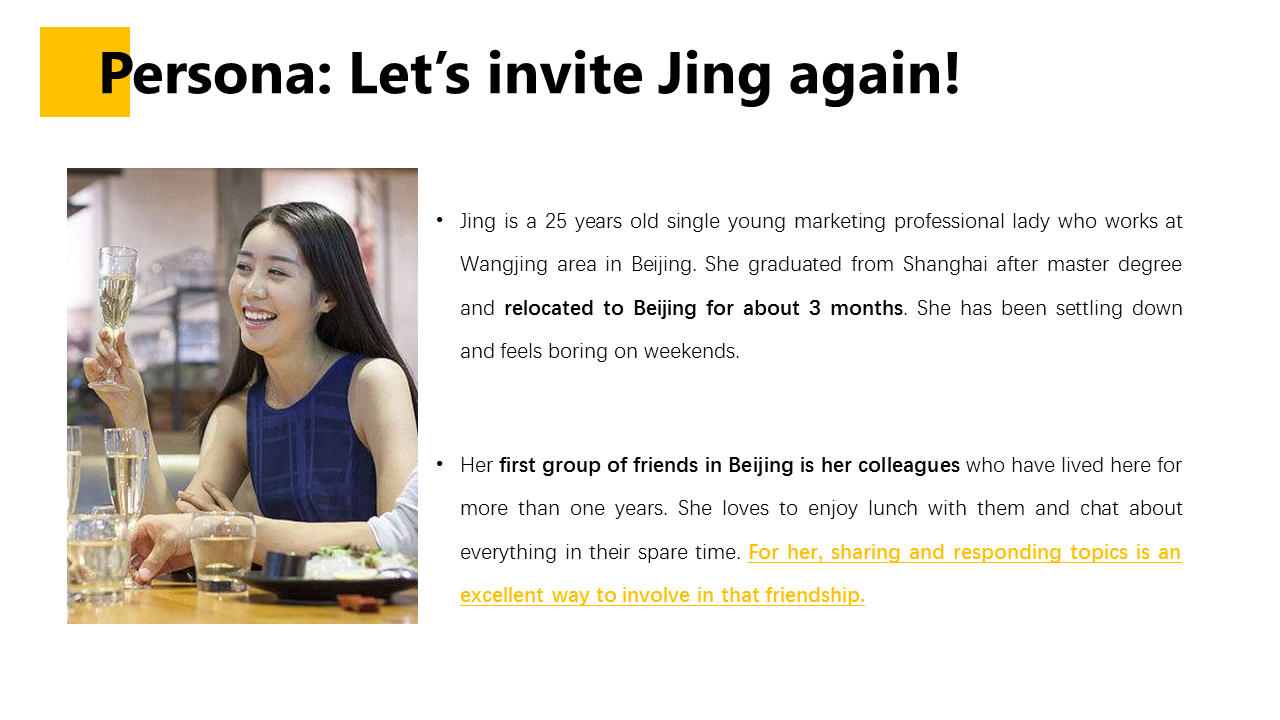 Persona: Let’s invite Jing again!
• Jing is a 25 years old single young marketing professional lady who works at
Wangjing area in Beijing. She graduated from Shanghai after master degree
and relocated to Beijing for about 3 months. She has been settling down
and feels boring on weekends.
• Her first group of friends in Beijing is her colleagues who have lived here for
more than one years. She loves to enjoy lunch with them and chat about
everything in their spare time. For her, sharing and responding topics is an
excellent way to involve in that friendship.